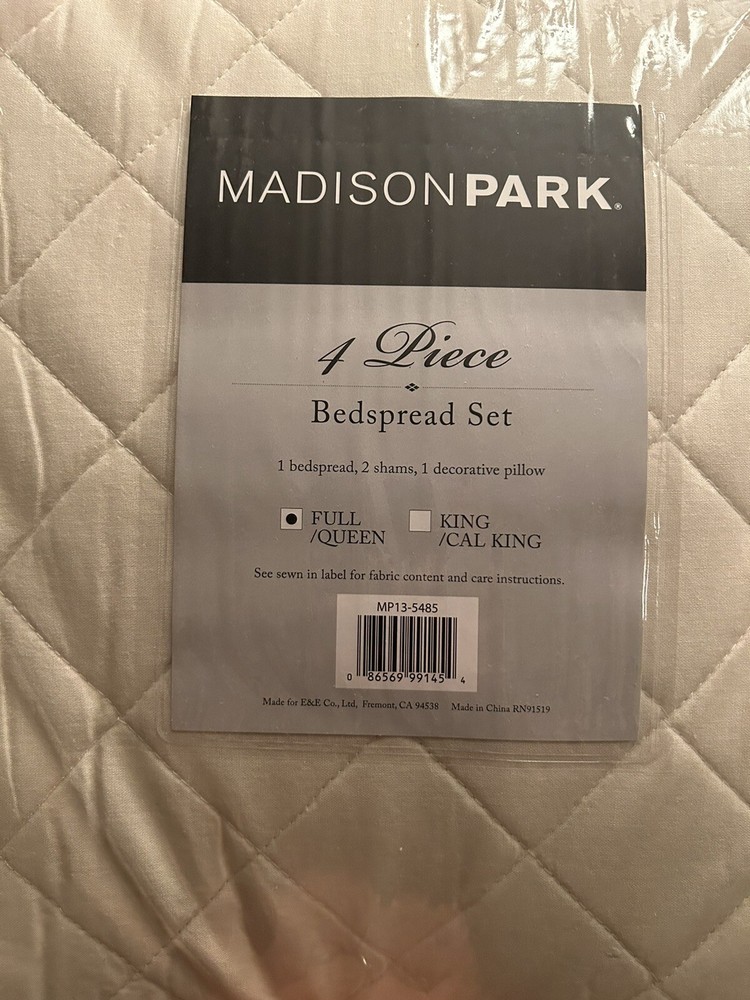 MADISONPARK®
4 Piece
Bedspread Set
1 bedspread, 2 shams, 1 decorative pillow
FULL /QUEEN
KING /CAL KING
See sewn in label for fabric content and care instructions.
MP13-5485
0 86569 99145 4
Made for E&E Co., Ltd, Fremont, CA 94538 Made in China RN91519